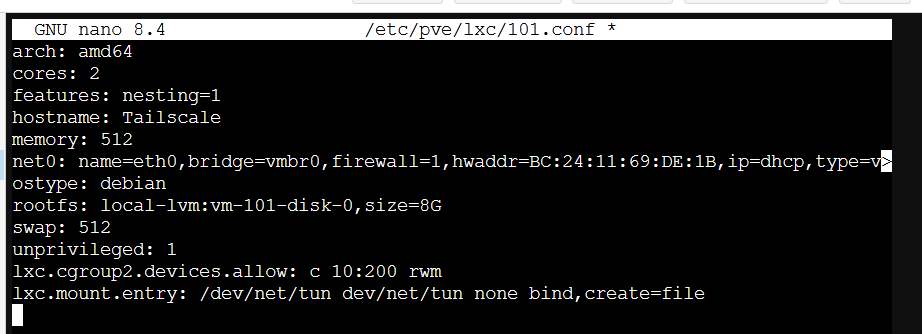 GNU nano 8.4 /etc/pve/lxc/101.conf *
arch: amd64
cores: 2
features: nesting=1
hostname: Tailscale
memory: 512
net0: name=eth0,bridge=vmbr0,firewall=1,hwaddr=BC:24:11:69:DE:1B,ip=dhcp,type=v>
ostype: debian
rootfs: local-lvm:vm-101-disk-0,size=8G
swap: 512
unprivileged: 1
lxc.cgroup2.devices.allow: c 10:200 rwm
lxc.mount.entry: /dev/net/tun dev/net/tun none bind,create=file